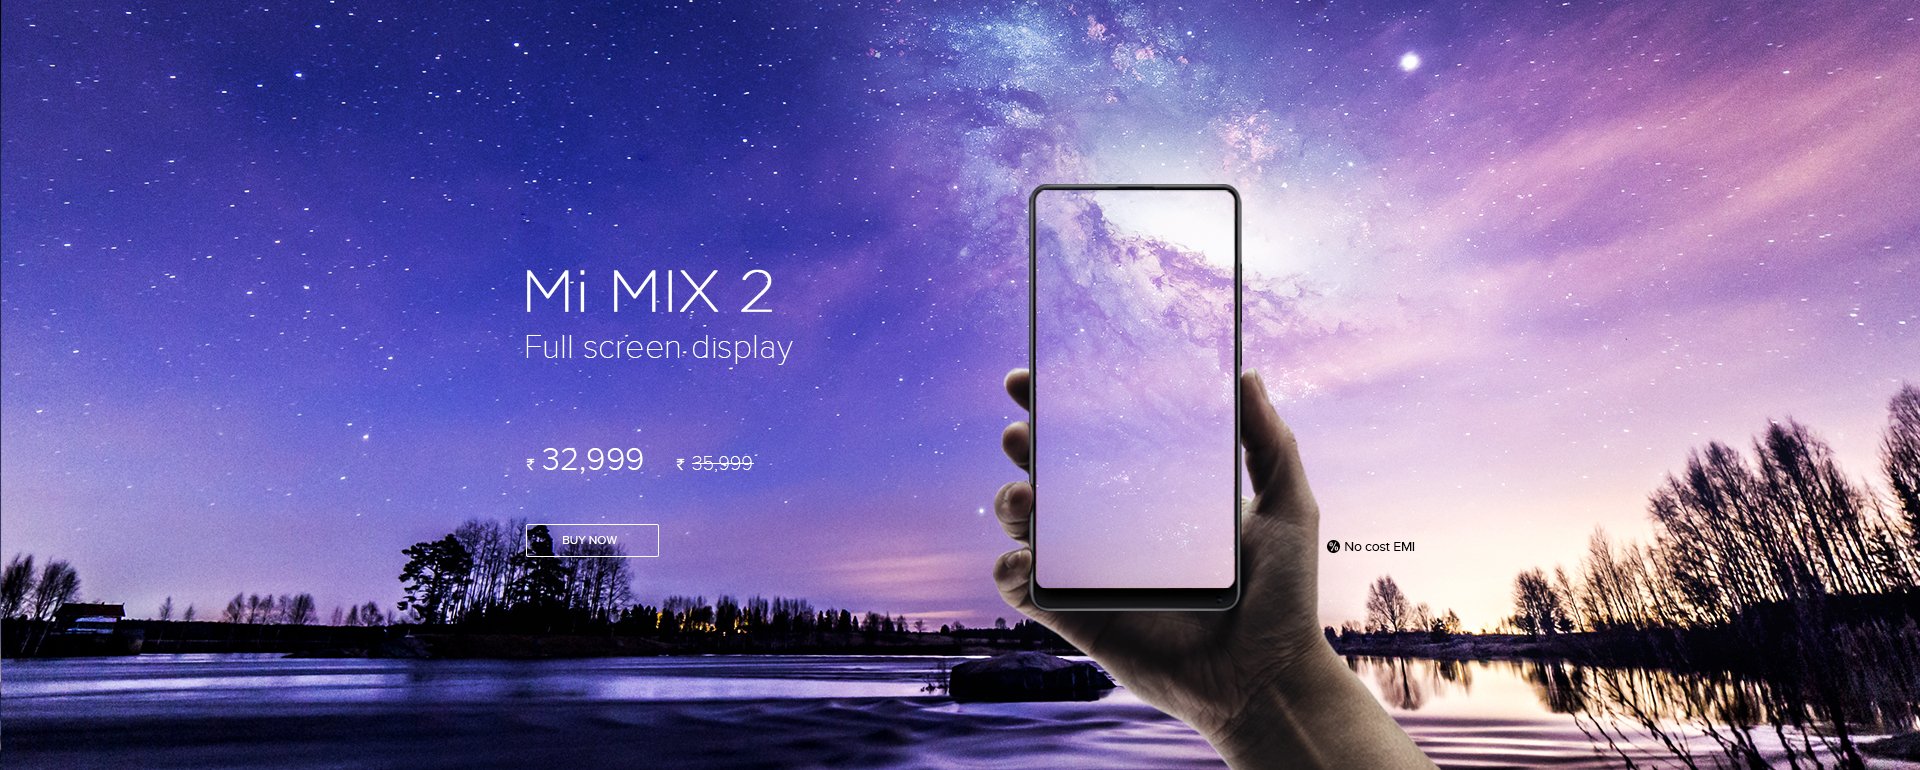 Mi MIX 2
Full screen display
₹ 32,999 ₹ 35,999
BUY NOW
No cost EMI